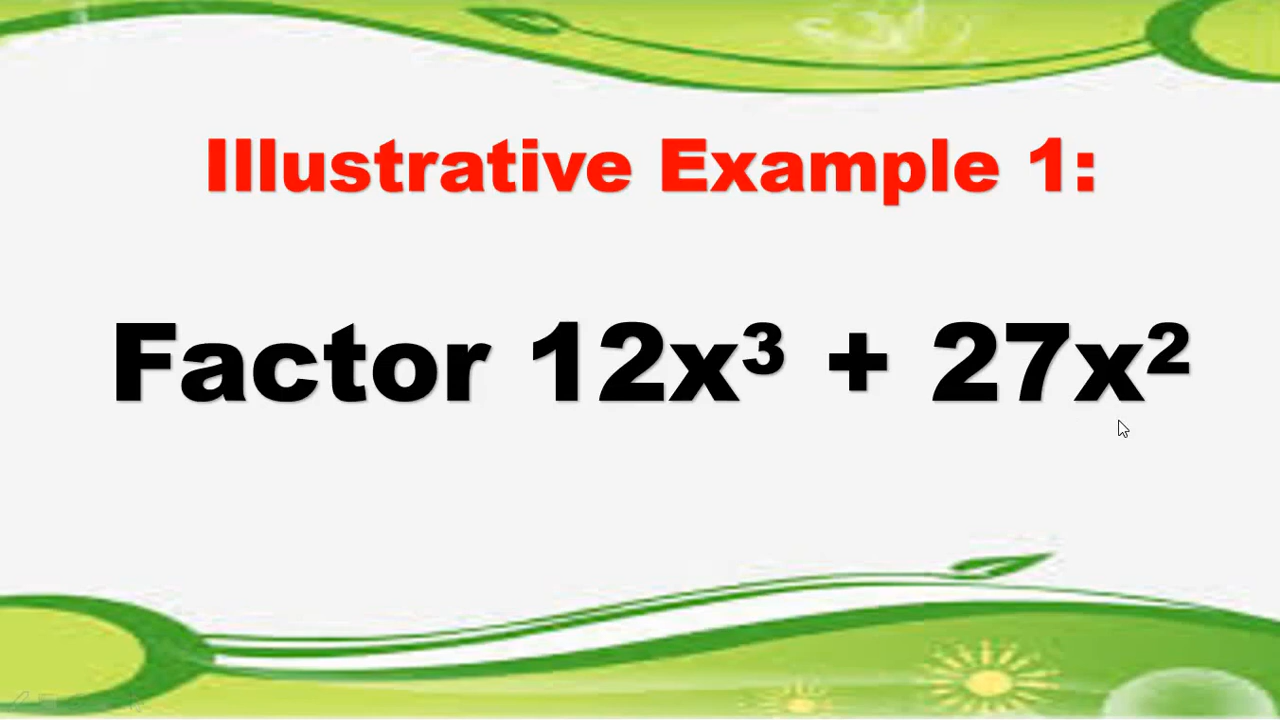 Illustrative Example 1:
Factor 12x³ + 27x²